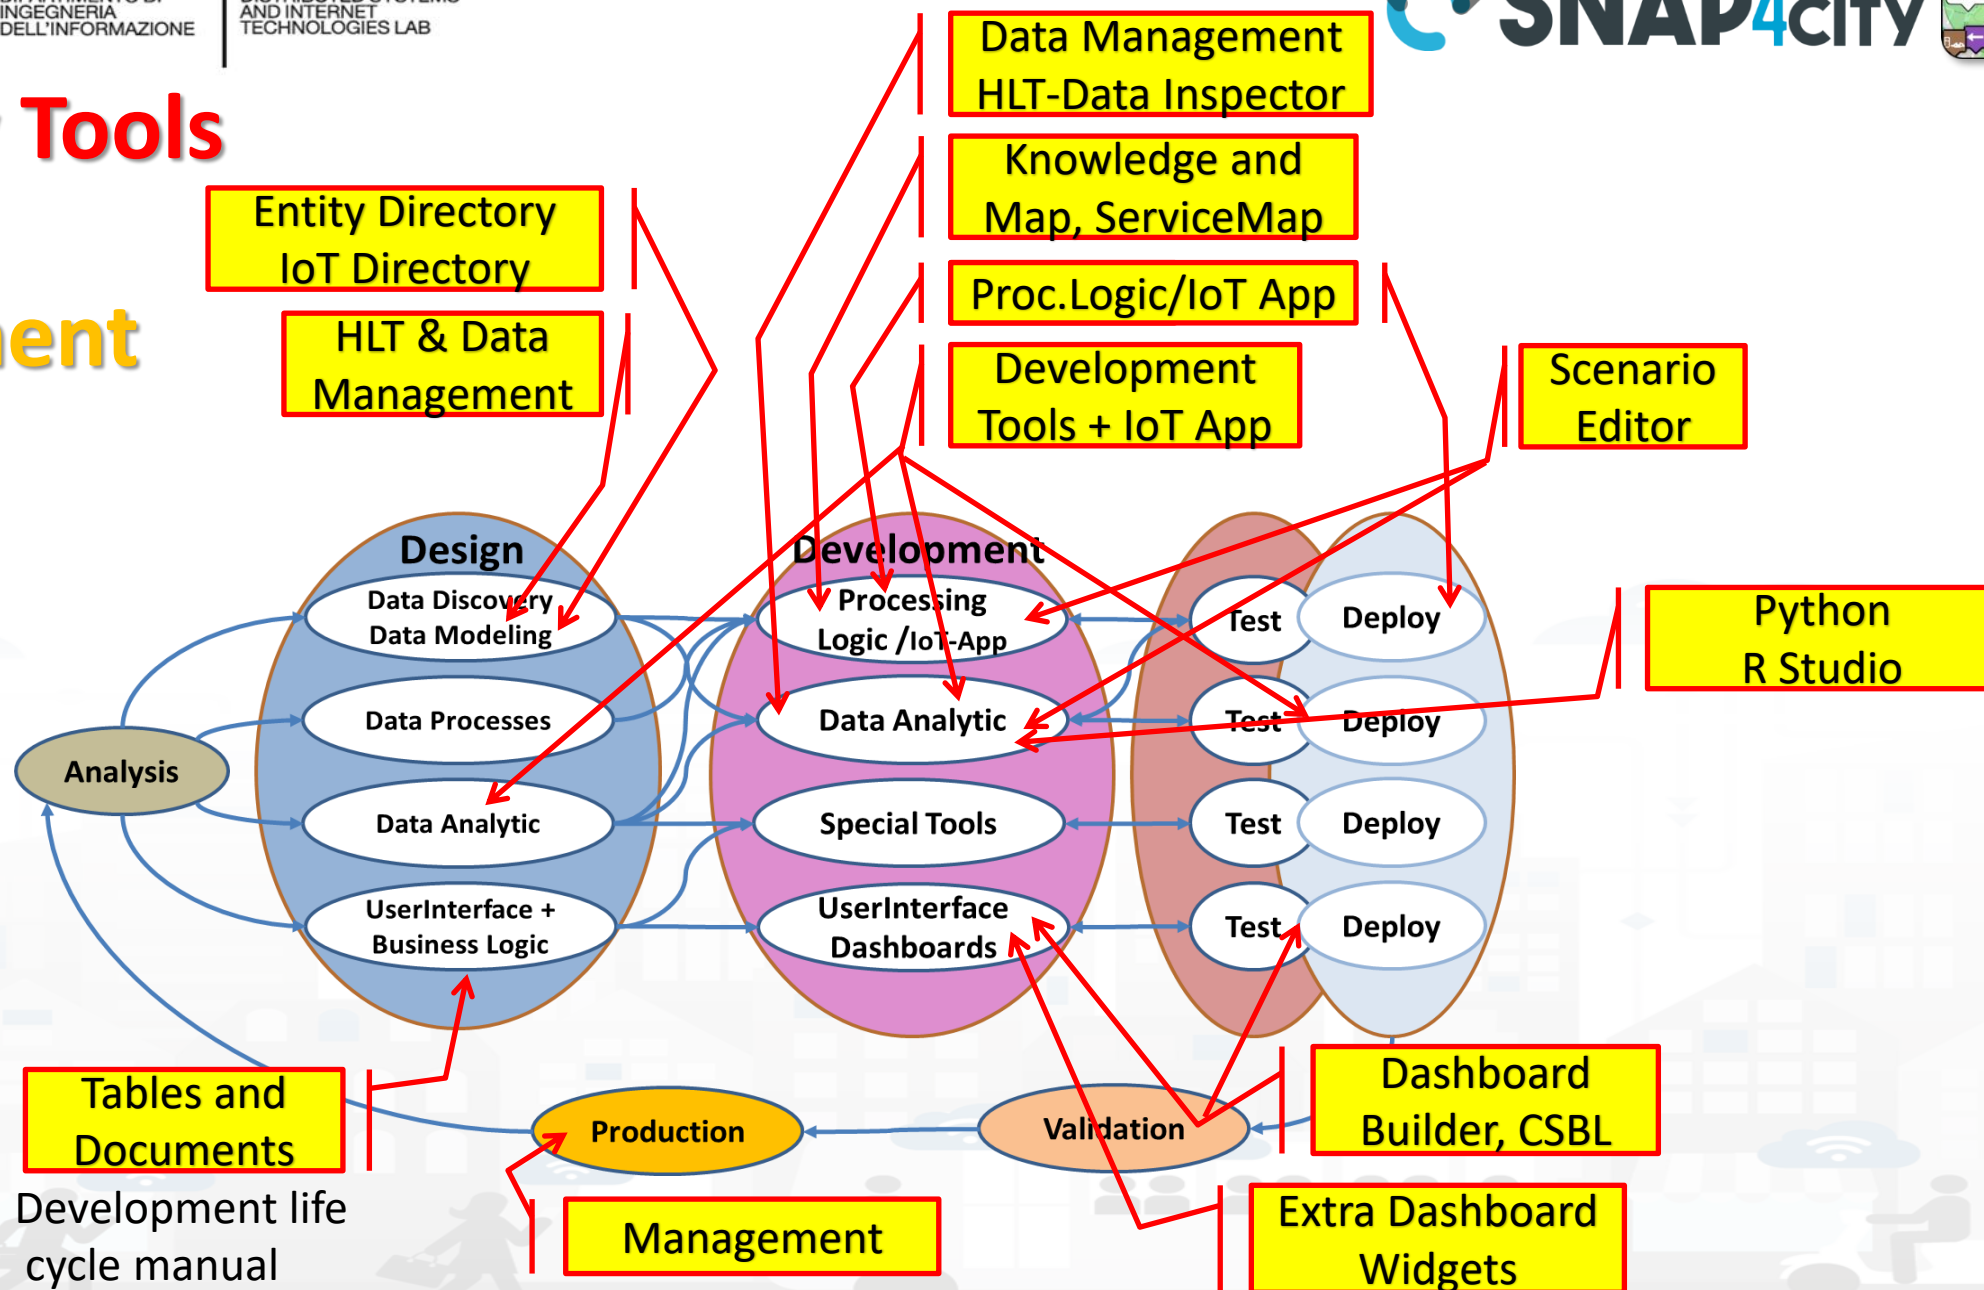 INGEGNERIA
DELL'INFORMAZIONE
AND INTERNET
TECHNOLOGIES LAB
SNAP4CITY
Tools
ment
Data Management
HLT-Data Inspector
Knowledge and
Map, ServiceMap
Entity Directory
IoT Directory
Proc.Logic/IoT App
HLT & Data
Management
Development
Tools + IoT App
Scenario
Editor
Design
Data Discovery
Data Modeling
Data Processes
Data Analytic
UserInterface +
Business Logic
Analysis
Development
Processing
Logic /IoT-App
Data Analytic
Special Tools
UserInterface
Dashboards
Test
Deploy
Test
Deploy
Test
Deploy
Test
Deploy
Python
R Studio
Tables and
Documents
Development life
cycle manual
Production
Management
Validation
Dashboard
Builder, CSBL
Extra Dashboard
Widgets